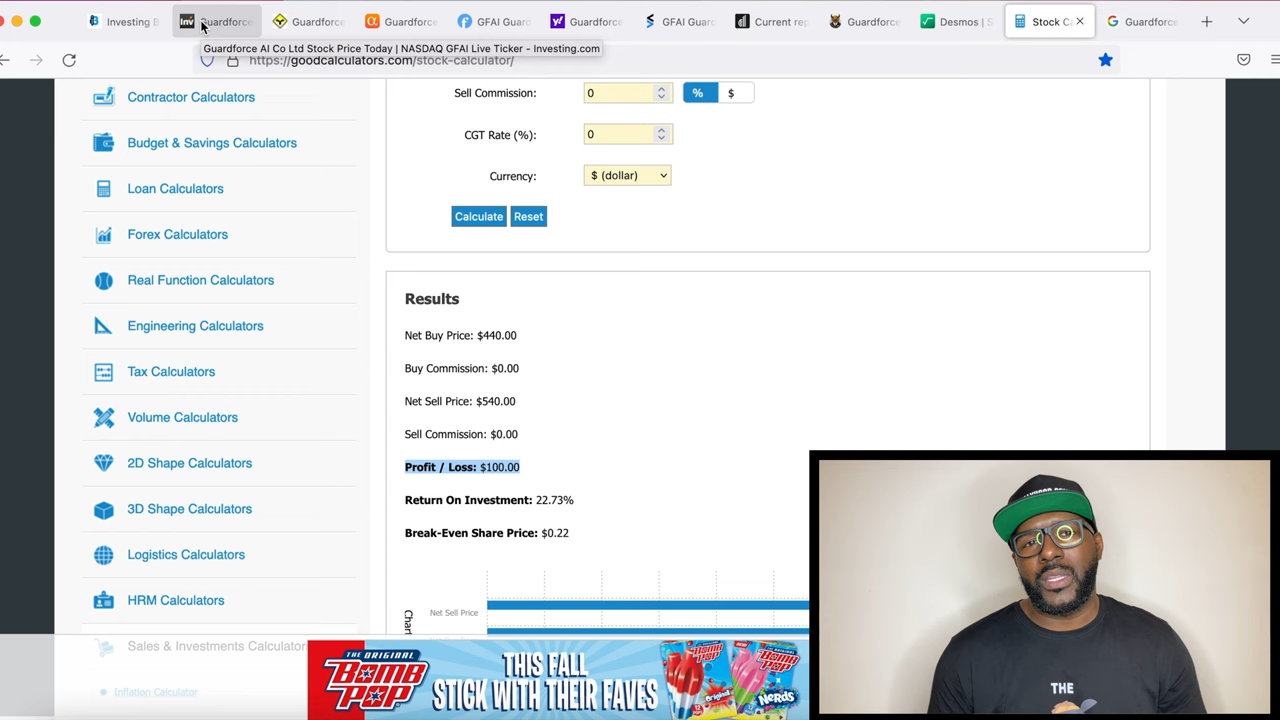 Investing B
Guardforce
Guardforce
Guardforce
GFAI Guar
Guardforce
GFAI Guar
Current rep
Guardforce
Desmos | S
Stock Ca
Guardforce
Guardforce AI Co Ltd Stock Price Today | NASDAQ GFAI Live Ticker - Investing.com
https://goodcalculators.com/stock-calculator/
Contractor Calculators
Budget & Savings Calculators
Loan Calculators
Forex Calculators
Real Function Calculators
Engineering Calculators
Tax Calculators
Volume Calculators
2D Shape Calculators
3D Shape Calculators
Logistics Calculators
HRM Calculators
Sales & Investments Calculators
Inflation Calculator
Sell Commission: 0 % $
CGT Rate (%): 0
Currency: $ (dollar)
Calculate Reset
Results
Net Buy Price: $440.00
Buy Commission: $0.00
Net Sell Price: $540.00
Sell Commission: $0.00
Profit / Loss: $100.00
Return On Investment: 22.73%
Break-Even Share Price: $0.22
Chart
Net Sell Price
THE ORIGINAL
BOMB POP
THIS FALL
STICK WITH THEIR FAVES
THE